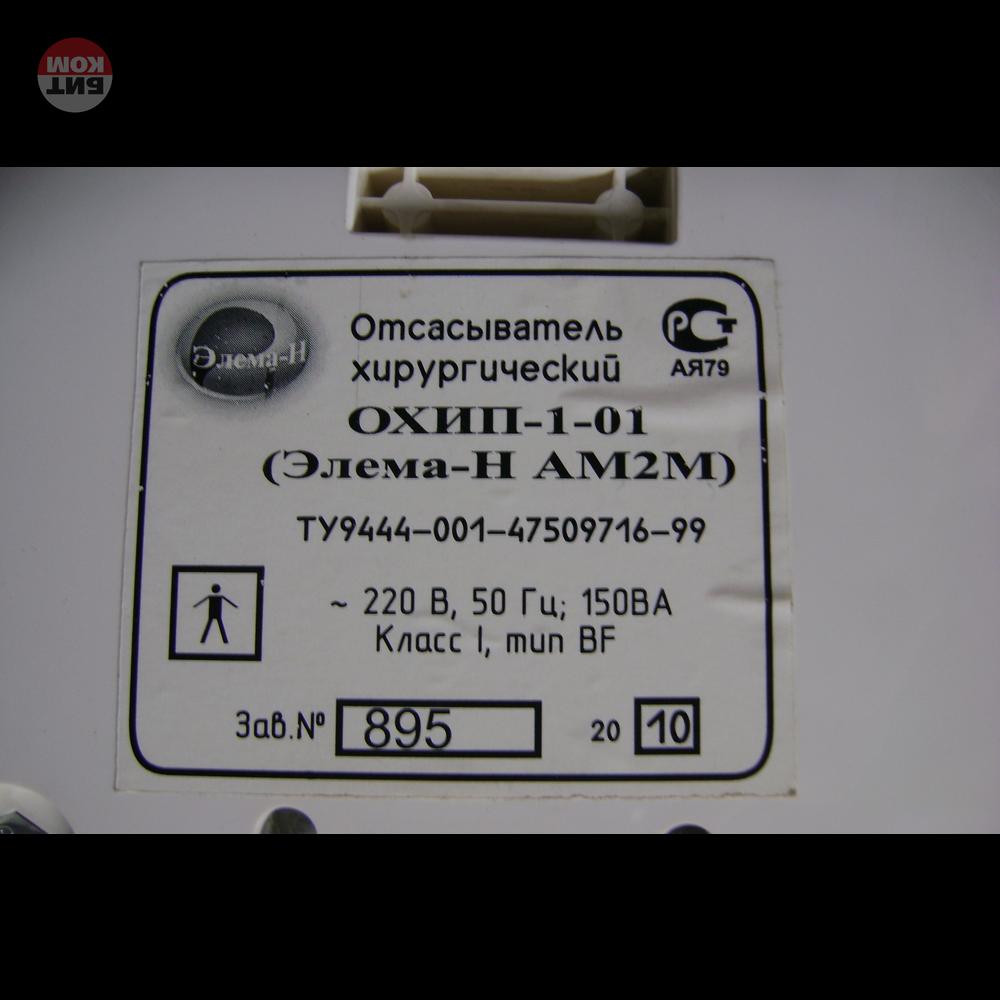 БИТ
КОМ
Элема-Н
Отсасыватель
хирургический
РСТ
АЯ79
ОХИП-1-01
(Элема-Н АМ2М)
ТУ9444-001-47509716-99
~ 220 В, 50 Гц; 150ВА
Класс I, тип BF
Зав.№ 895 20 10